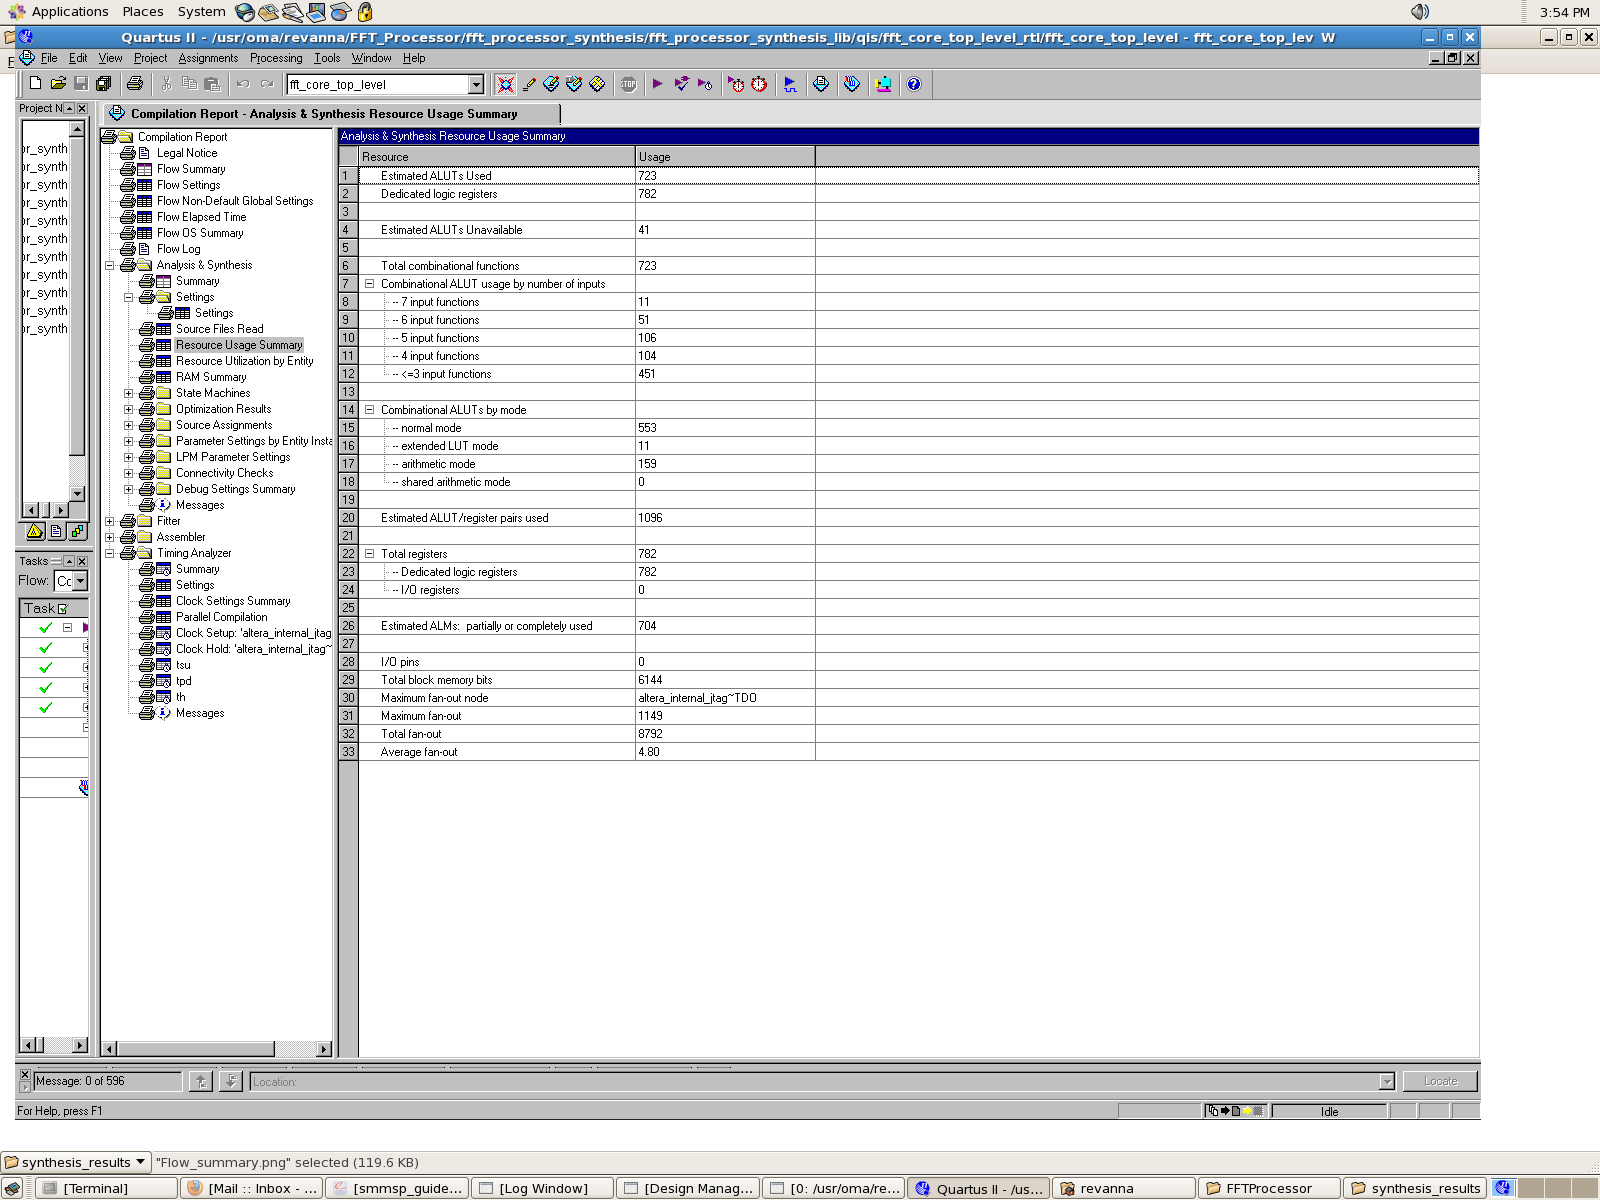 Applications Places System 3:54 PM
Quartus II - /usr/oma/revanna/FFT_Processor/fft_processor_synthesis/fft_processor_synthesis_lib/qis/fft_core_top_level_rtl/fft_core_top_level - fft_core_top_lev W
File Edit View Project Assignments Processing Tools Window Help
fft_core_top_level
STOP
Project N
Compilation Report - Analysis & Synthesis Resource Usage Summary
or_synth
or_synth
or_synth
or_synth
or_synth
or_synth
or_synth
or_synth
or_synth
or_synth
or_synth
Tasks
Flow: Cc
Task
Compilation Report
Legal Notice
Flow Summary
Flow Settings
Flow Non-Default Global Settings
Flow Elapsed Time
Flow OS Summary
Flow Log
Analysis & Synthesis
Summary
Settings
Settings
Source Files Read
Resource Usage Summary
Resource Utilization by Entity
RAM Summary
State Machines
Optimization Results
Source Assignments
Parameter Settings by Entity Insta
LPM Parameter Settings
Connectivity Checks
Debug Settings Summary
Messages
Fitter
Assembler
Timing Analyzer
Summary
Settings
Clock Settings Summary
Parallel Compilation
Clock Setup: 'altera_internal_jtag
Clock Hold: 'altera_internal_jtag~
tsu
tpd
th
Messages
Analysis & Synthesis Resource Usage Summary
Resource Usage
1 Estimated ALUTs Used 723
2 Dedicated logic registers 782
3
4 Estimated ALUTs Unavailable 41
5
6 Total combinational functions 723
7 Combinational ALUT usage by number of inputs
8 -- 7 input functions 11
9 -- 6 input functions 51
10 -- 5 input functions 106
11 -- 4 input functions 104
12 -- <=3 input functions 451
13
14 Combinational ALUTs by mode
15 -- normal mode 553
16 -- extended LUT mode 11
17 -- arithmetic mode 159
18 -- shared arithmetic mode 0
19
20 Estimated ALUT/register pairs used 1096
21
22 Total registers 782
23 -- Dedicated logic registers 782
24 -- I/O registers 0
25
26 Estimated ALMs: partially or completely used 704
27
28 I/O pins 0
29 Total block memory bits 6144
30 Maximum fan-out node altera_internal_jtag~TDO
31 Maximum fan-out 1149
32 Total fan-out 8792
33 Average fan-out 4.80
Message: 0 of 596 Location: Locate
For Help, press F1 Idle
synthesis_results "Flow_summary.png" selected (119.6 KB)
[Terminal] [Mail :: Inbox - ... [smmsp_guide... [Log Window] [Design Manag... [0: /usr/oma/re... Quartus II - /us... revanna FFTProcessor synthesis_results